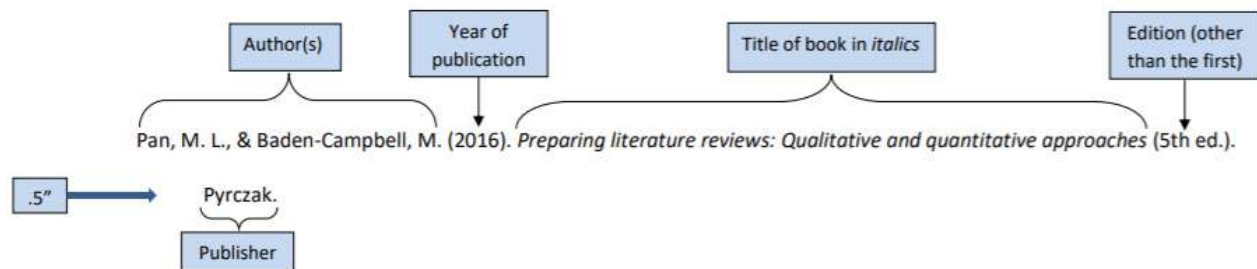 Author(s)
Year of
publication
Title of book in italics
Edition (other
than the first)
Pan, M. L., & Baden-Campbell, M. (2016). Preparing literature reviews: Qualitative and quantitative approaches (5th ed.).
.5”
Pyrczak.
Publisher